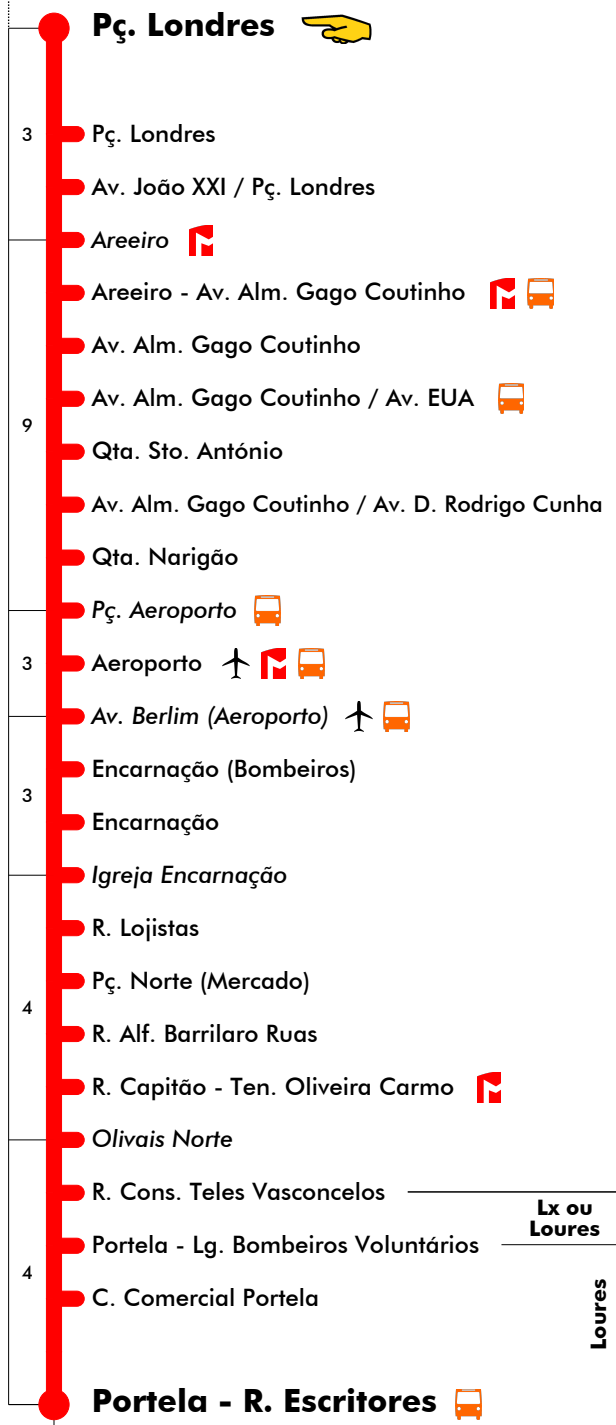 Pç. Londres
3
Pç. Londres
Av. João XXI / Pç. Londres
Areeiro
Areeiro - Av. Alm. Gago Coutinho
Av. Alm. Gago Coutinho
Av. Alm. Gago Coutinho / Av. EUA
9
Qta. Sto. António
Av. Alm. Gago Coutinho / Av. D. Rodrigo Cunha
Qta. Narigão
Pç. Aeroporto
3
Aeroporto
Av. Berlim (Aeroporto)
Encarnação (Bombeiros)
3
Encarnação
Igreja Encarnação
R. Lojistas
Pç. Norte (Mercado)
4
R. Alf. Barrilaro Ruas
R. Capitão - Ten. Oliveira Carmo
Olivais Norte
R. Cons. Teles Vasconcelos
Lx ou
Loures
Portela - Lg. Bombeiros Voluntários
4
C. Comercial Portela
Loures
Portela - R. Escritores